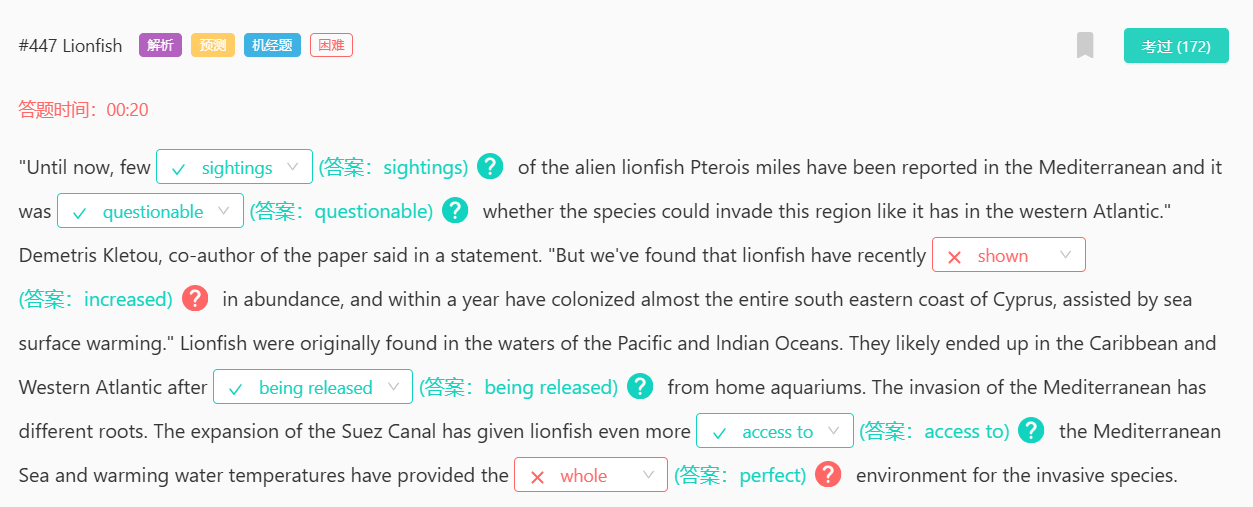 #447 Lionfish 解析 预测 机经题 困难 考过 (172)
答题时间：00:20
"Until now, few sightings (答案：sightings) ? of the alien lionfish Pterois miles have been reported in the Mediterranean and it
was questionable (答案：questionable) ? whether the species could invade this region like it has in the western Atlantic."
Demetris Kletou, co-author of the paper said in a statement. "But we've found that lionfish have recently shown
(答案：increased) ? in abundance, and within a year have colonized almost the entire south eastern coast of Cyprus, assisted by sea
surface warming." Lionfish were originally found in the waters of the Pacific and lndian Oceans. They likely ended up in the Caribbean and
Western Atlantic after being released (答案：being released) ? from home aquariums. The invasion of the Mediterranean has
different roots. The expansion of the Suez Canal has given lionfish even more access to (答案：access to) ? the Mediterranean
Sea and warming water temperatures have provided the whole (答案：perfect) ? environment for the invasive species.